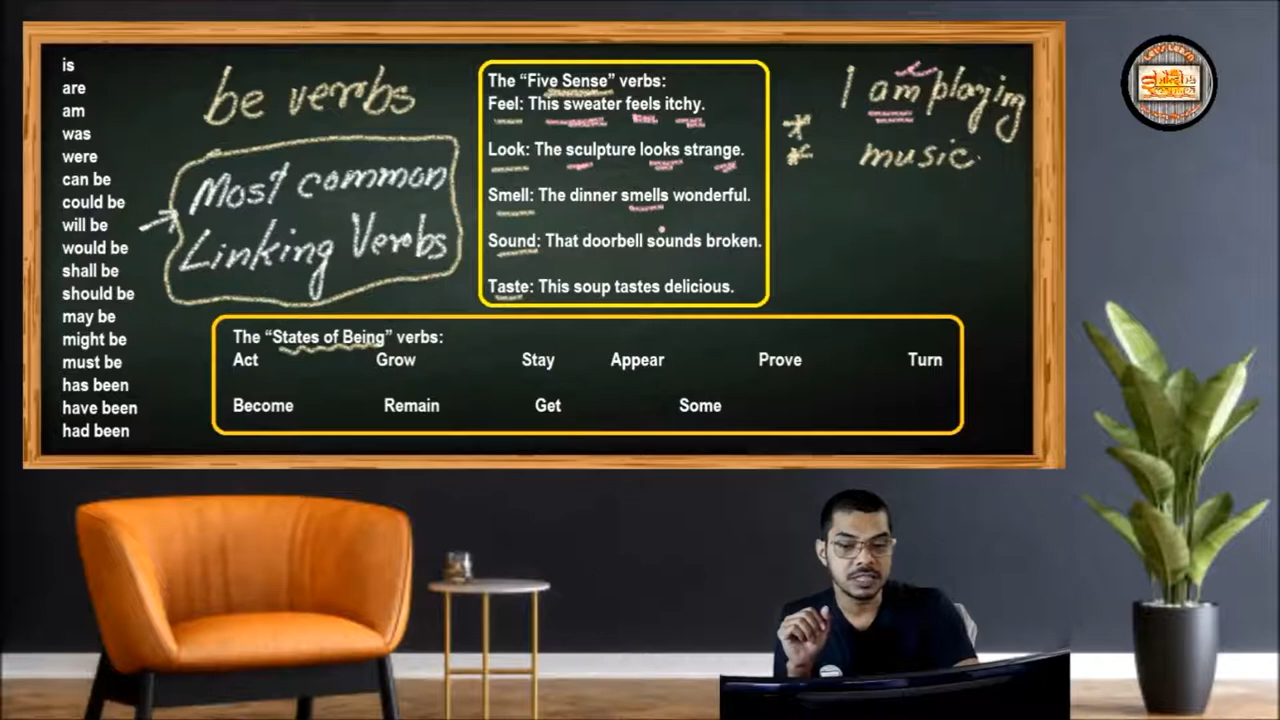 is
are
am
was
were
can be
could be
will be
would be
shall be
should be
may be
might be
must be
has been
have been
had been
be verbs
Most common
Linking Verbs
The “Five Sense” verbs:
Feel: This sweater feels itchy.
Look: The sculpture looks strange.
Smell: The dinner smells wonderful.
Sound: That doorbell sounds broken.
Taste: This soup tastes delicious.
I am playing
music.
The “States of Being” verbs:
Act Grow Stay Appear Prove Turn
Become Remain Get Some
Let's Learn